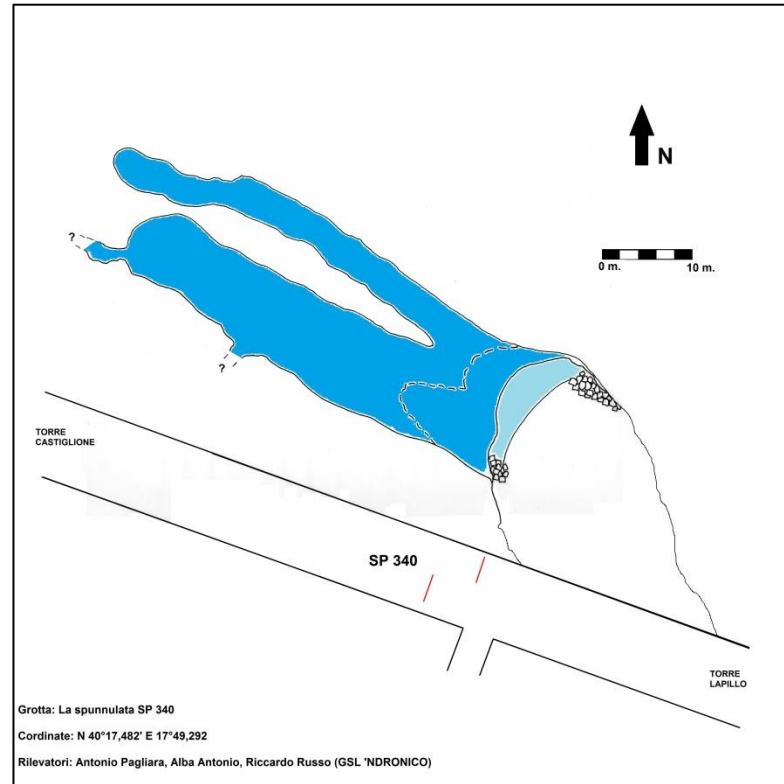 N
0 m. 10 m.
?
?
TORRE
CASTIGLIONE
SP 340
TORRE
LAPILLO
Grotta: La spunnulata SP 340
Cordinate: N 40°17,482' E 17°49,292
Rilevatori: Antonio Pagliara, Alba Antonio, Riccardo Russo (GSL 'NDRONICO)